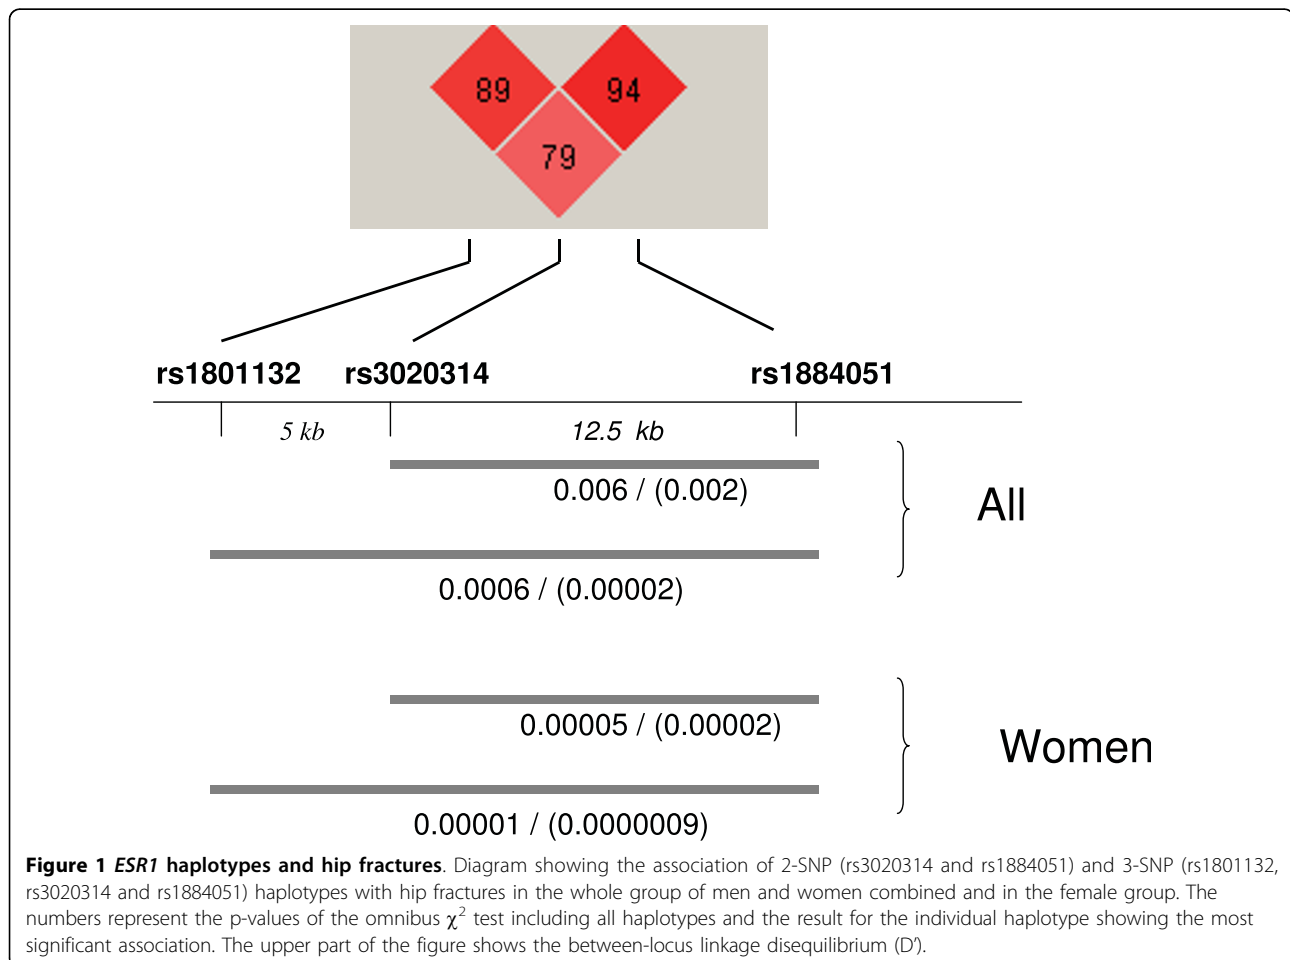 89 94
79
rs1801132 rs3020314 rs1884051
5 kb 12.5 kb
0.006 / (0.002)
All
0.0006 / (0.00002)
0.00005 / (0.00002)
Women
0.00001 / (0.0000009)
Figure 1 ESR1 haplotypes and hip fractures. Diagram showing the association of 2-SNP (rs3020314 and rs1884051) and 3-SNP (rs1801132,
rs3020314 and rs1884051) haplotypes with hip fractures in the whole group of men and women combined and in the female group. The
numbers represent the p-values of the omnibus χ² test including all haplotypes and the result for the individual haplotype showing the most
significant association. The upper part of the figure shows the between-locus linkage disequilibrium (D′).